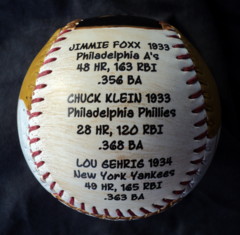 JIMMIE FOXX 1933
Philadelphia A's
48 HR, 163 RBI
.356 BA
CHUCK KLEIN 1933
Philadelphia Phillies
28 HR, 120 RBI
.368 BA
LOU GEHRIG 1934
New York Yankees
49 HR, 165 RBI
.363 BA